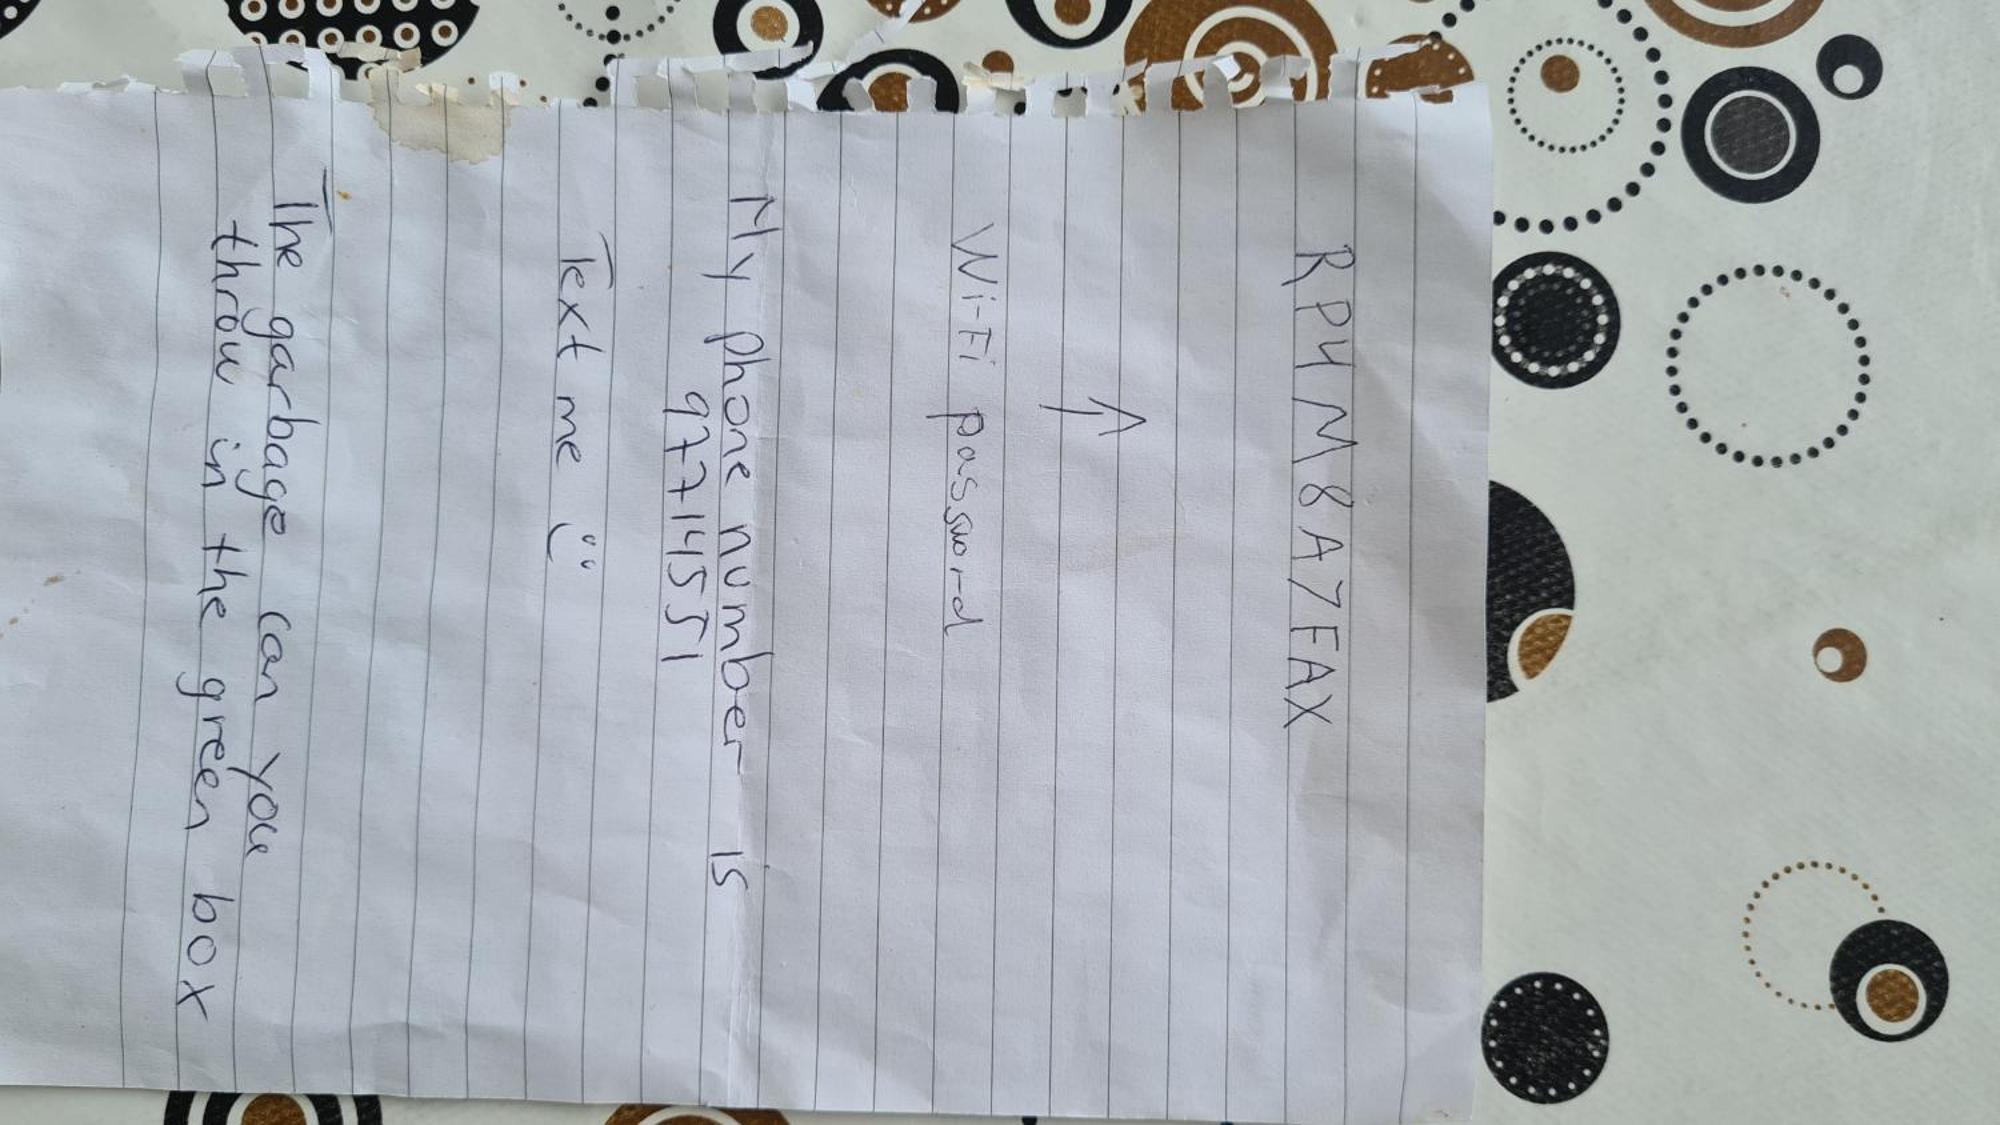 RP4M8A7FAX
Wi-Fi password
My phone number is
97714551
Text me :)
The garbage can you
throw in the green box